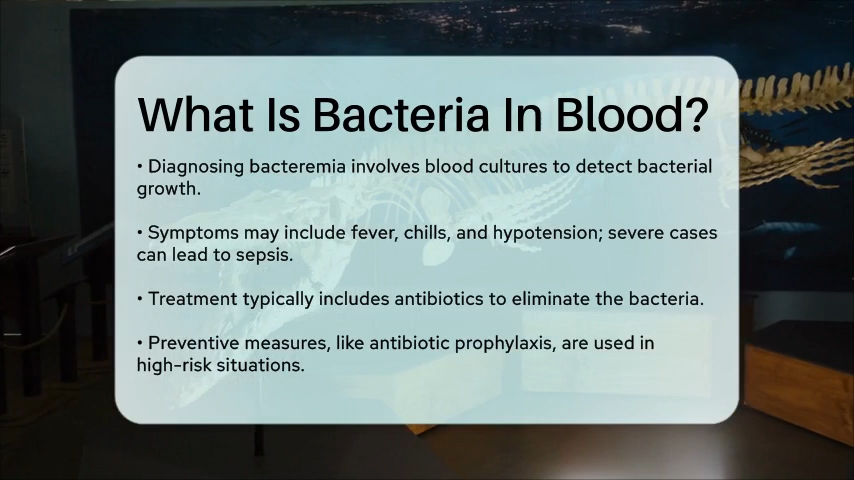 What Is Bacteria In Blood?
• Diagnosing bacteremia involves blood cultures to detect bacterial
growth.
• Symptoms may include fever, chills, and hypotension; severe cases
can lead to sepsis.
• Treatment typically includes antibiotics to eliminate the bacteria.
• Preventive measures, like antibiotic prophylaxis, are used in
high-risk situations.